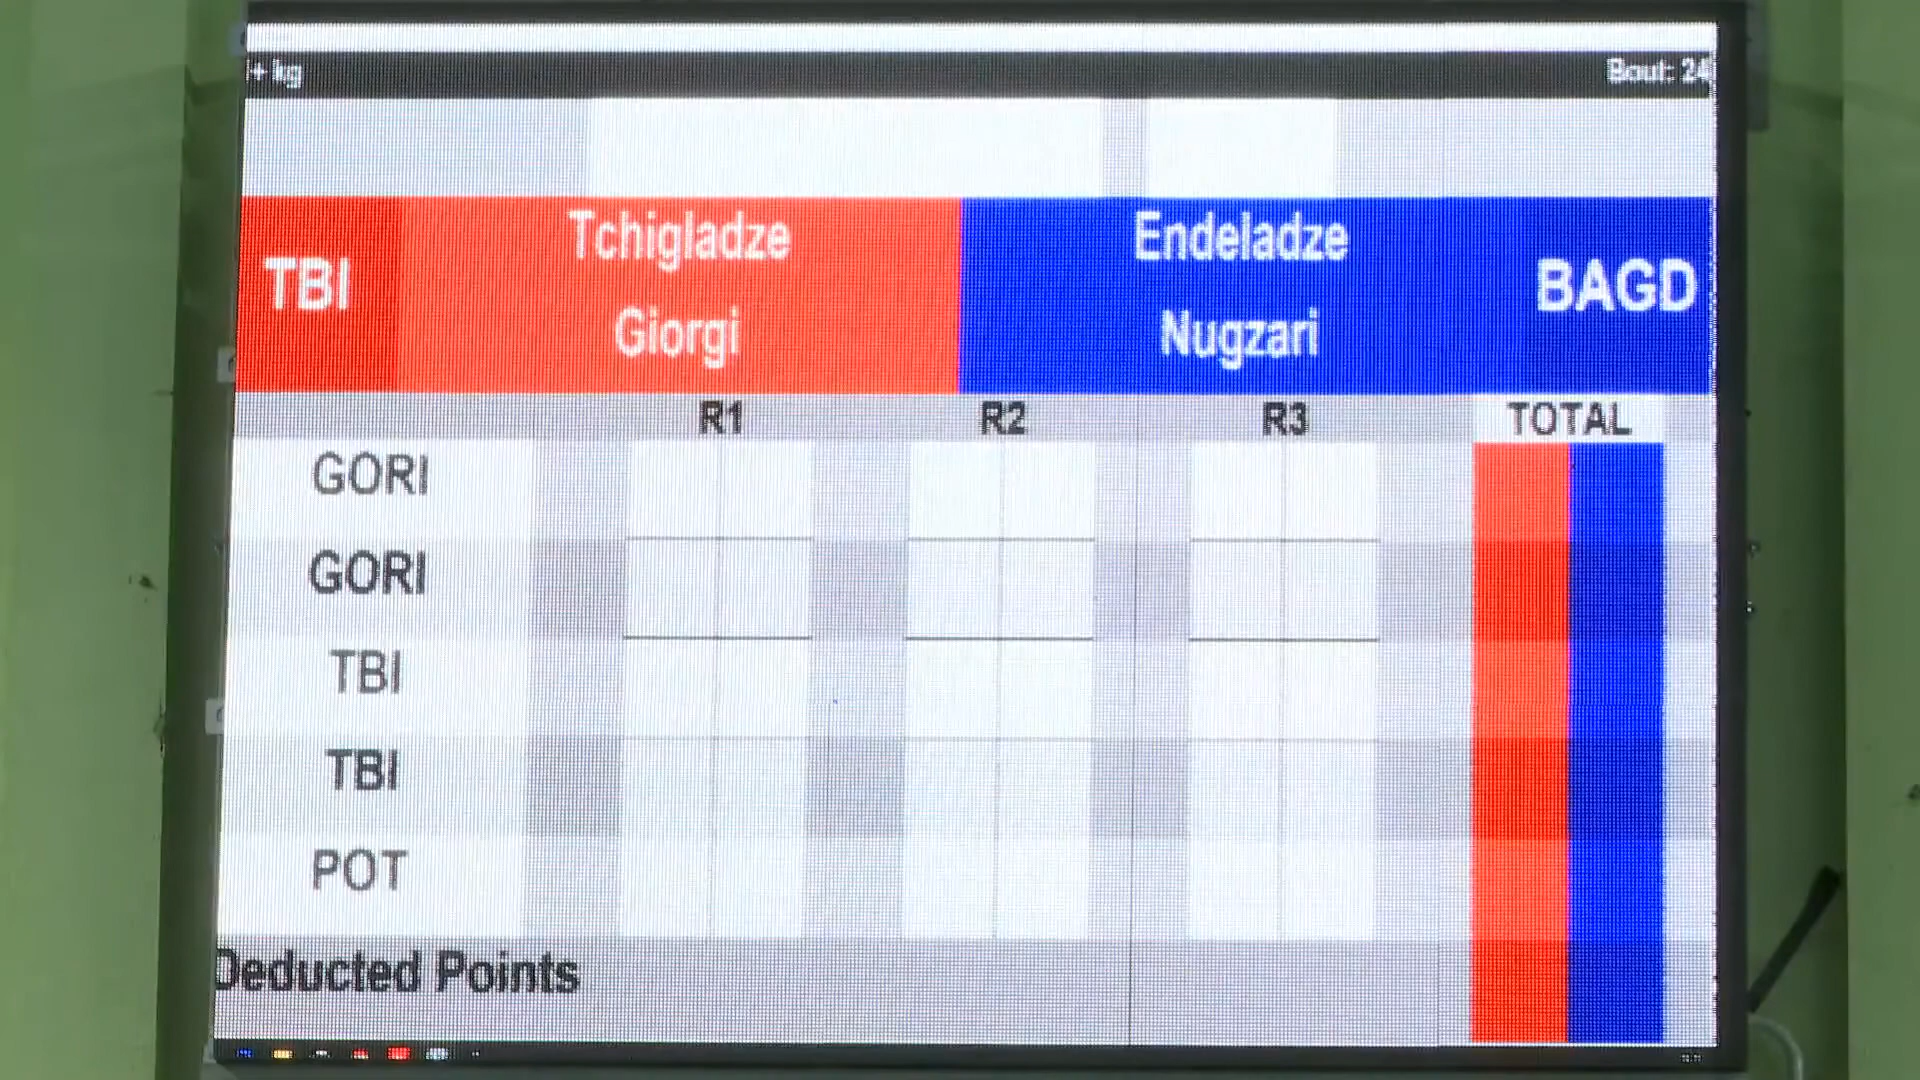 + kg
Bout: 24
TBI
Tchigladze
Giorgi
Endeladze
Nugzari
BAGD
R1 R2 R3 TOTAL
GORI
GORI
TBI
TBI
POT
Deducted Points